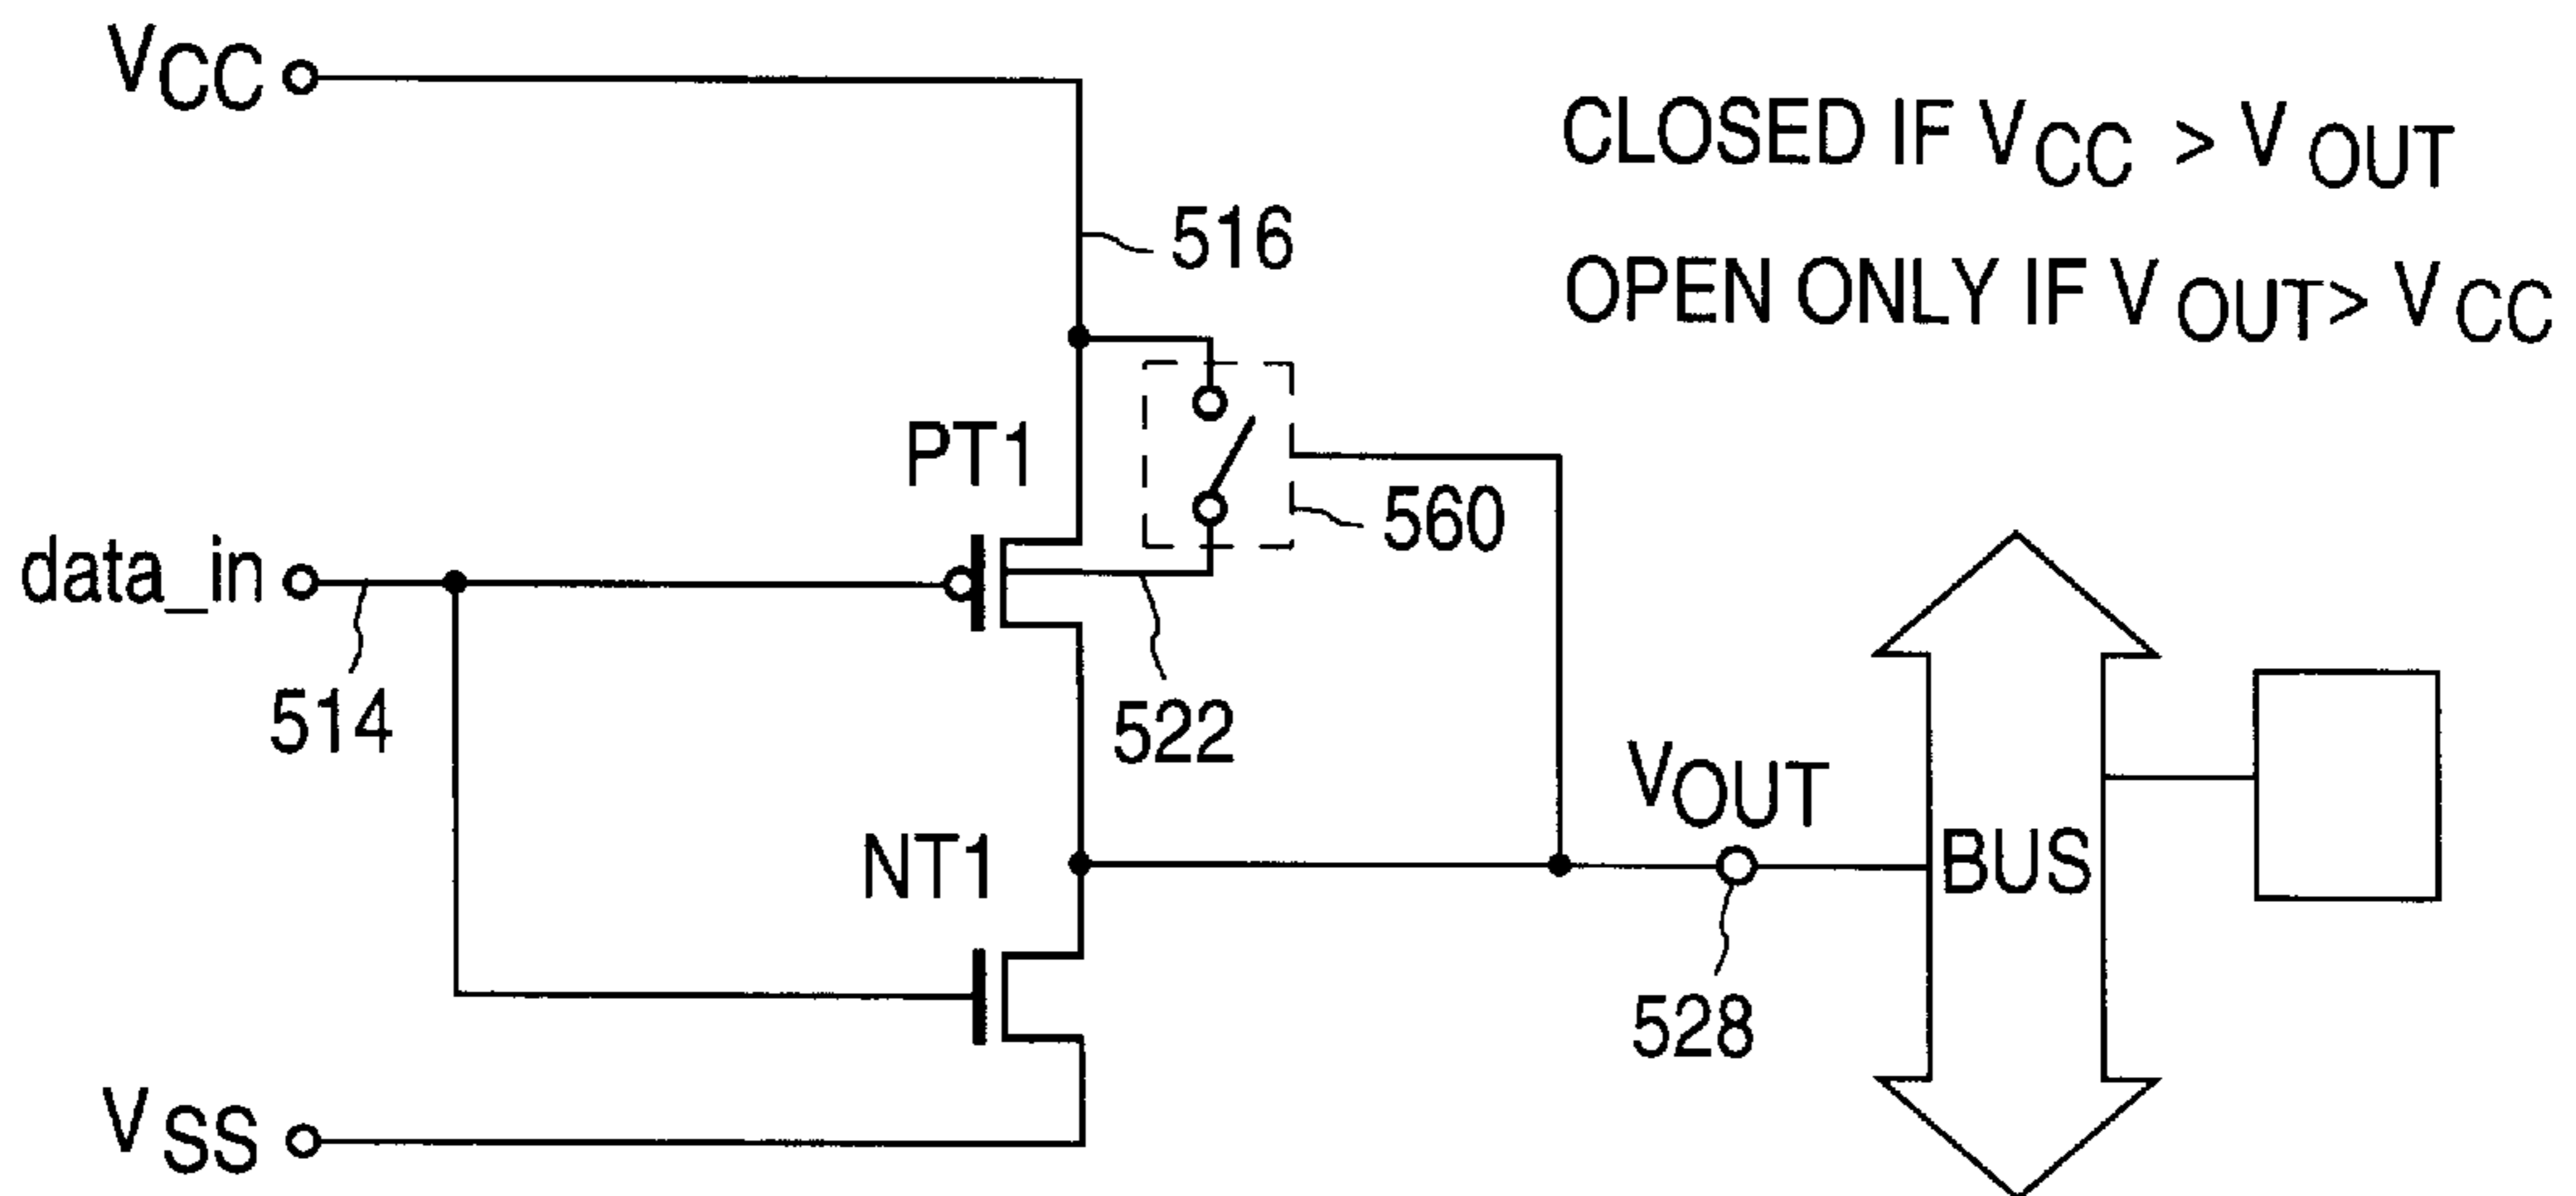 VCC
CLOSED IF VCC > VOUT
516
OPEN ONLY IF VOUT > VCC
PT1
560
data_in
514
522
VOUT
NT1
BUS
528
VSS